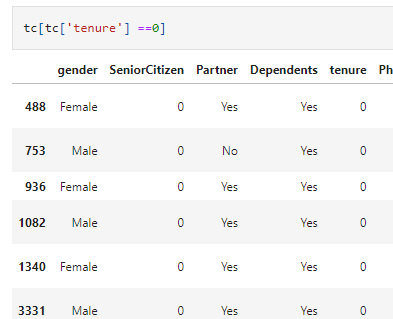 tc[tc['tenure'] ==0]
gender SeniorCitizen Partner Dependents tenure Ph
488 Female 0 Yes Yes 0
753 Male 0 No Yes 0
936 Female 0 Yes Yes 0
1082 Male 0 Yes Yes 0
1340 Female 0 Yes Yes 0
3331 Male 0 Yes Yes 0